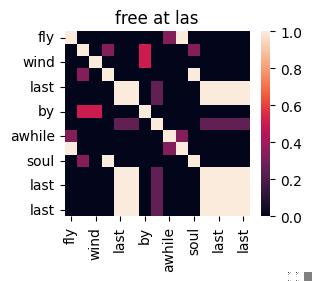 free at las
fly
wind
last
by
awhile
soul
last
last
1.0
0.8
0.6
0.4
0.2
0.0
fly
wind
last
by
awhile
soul
last
last